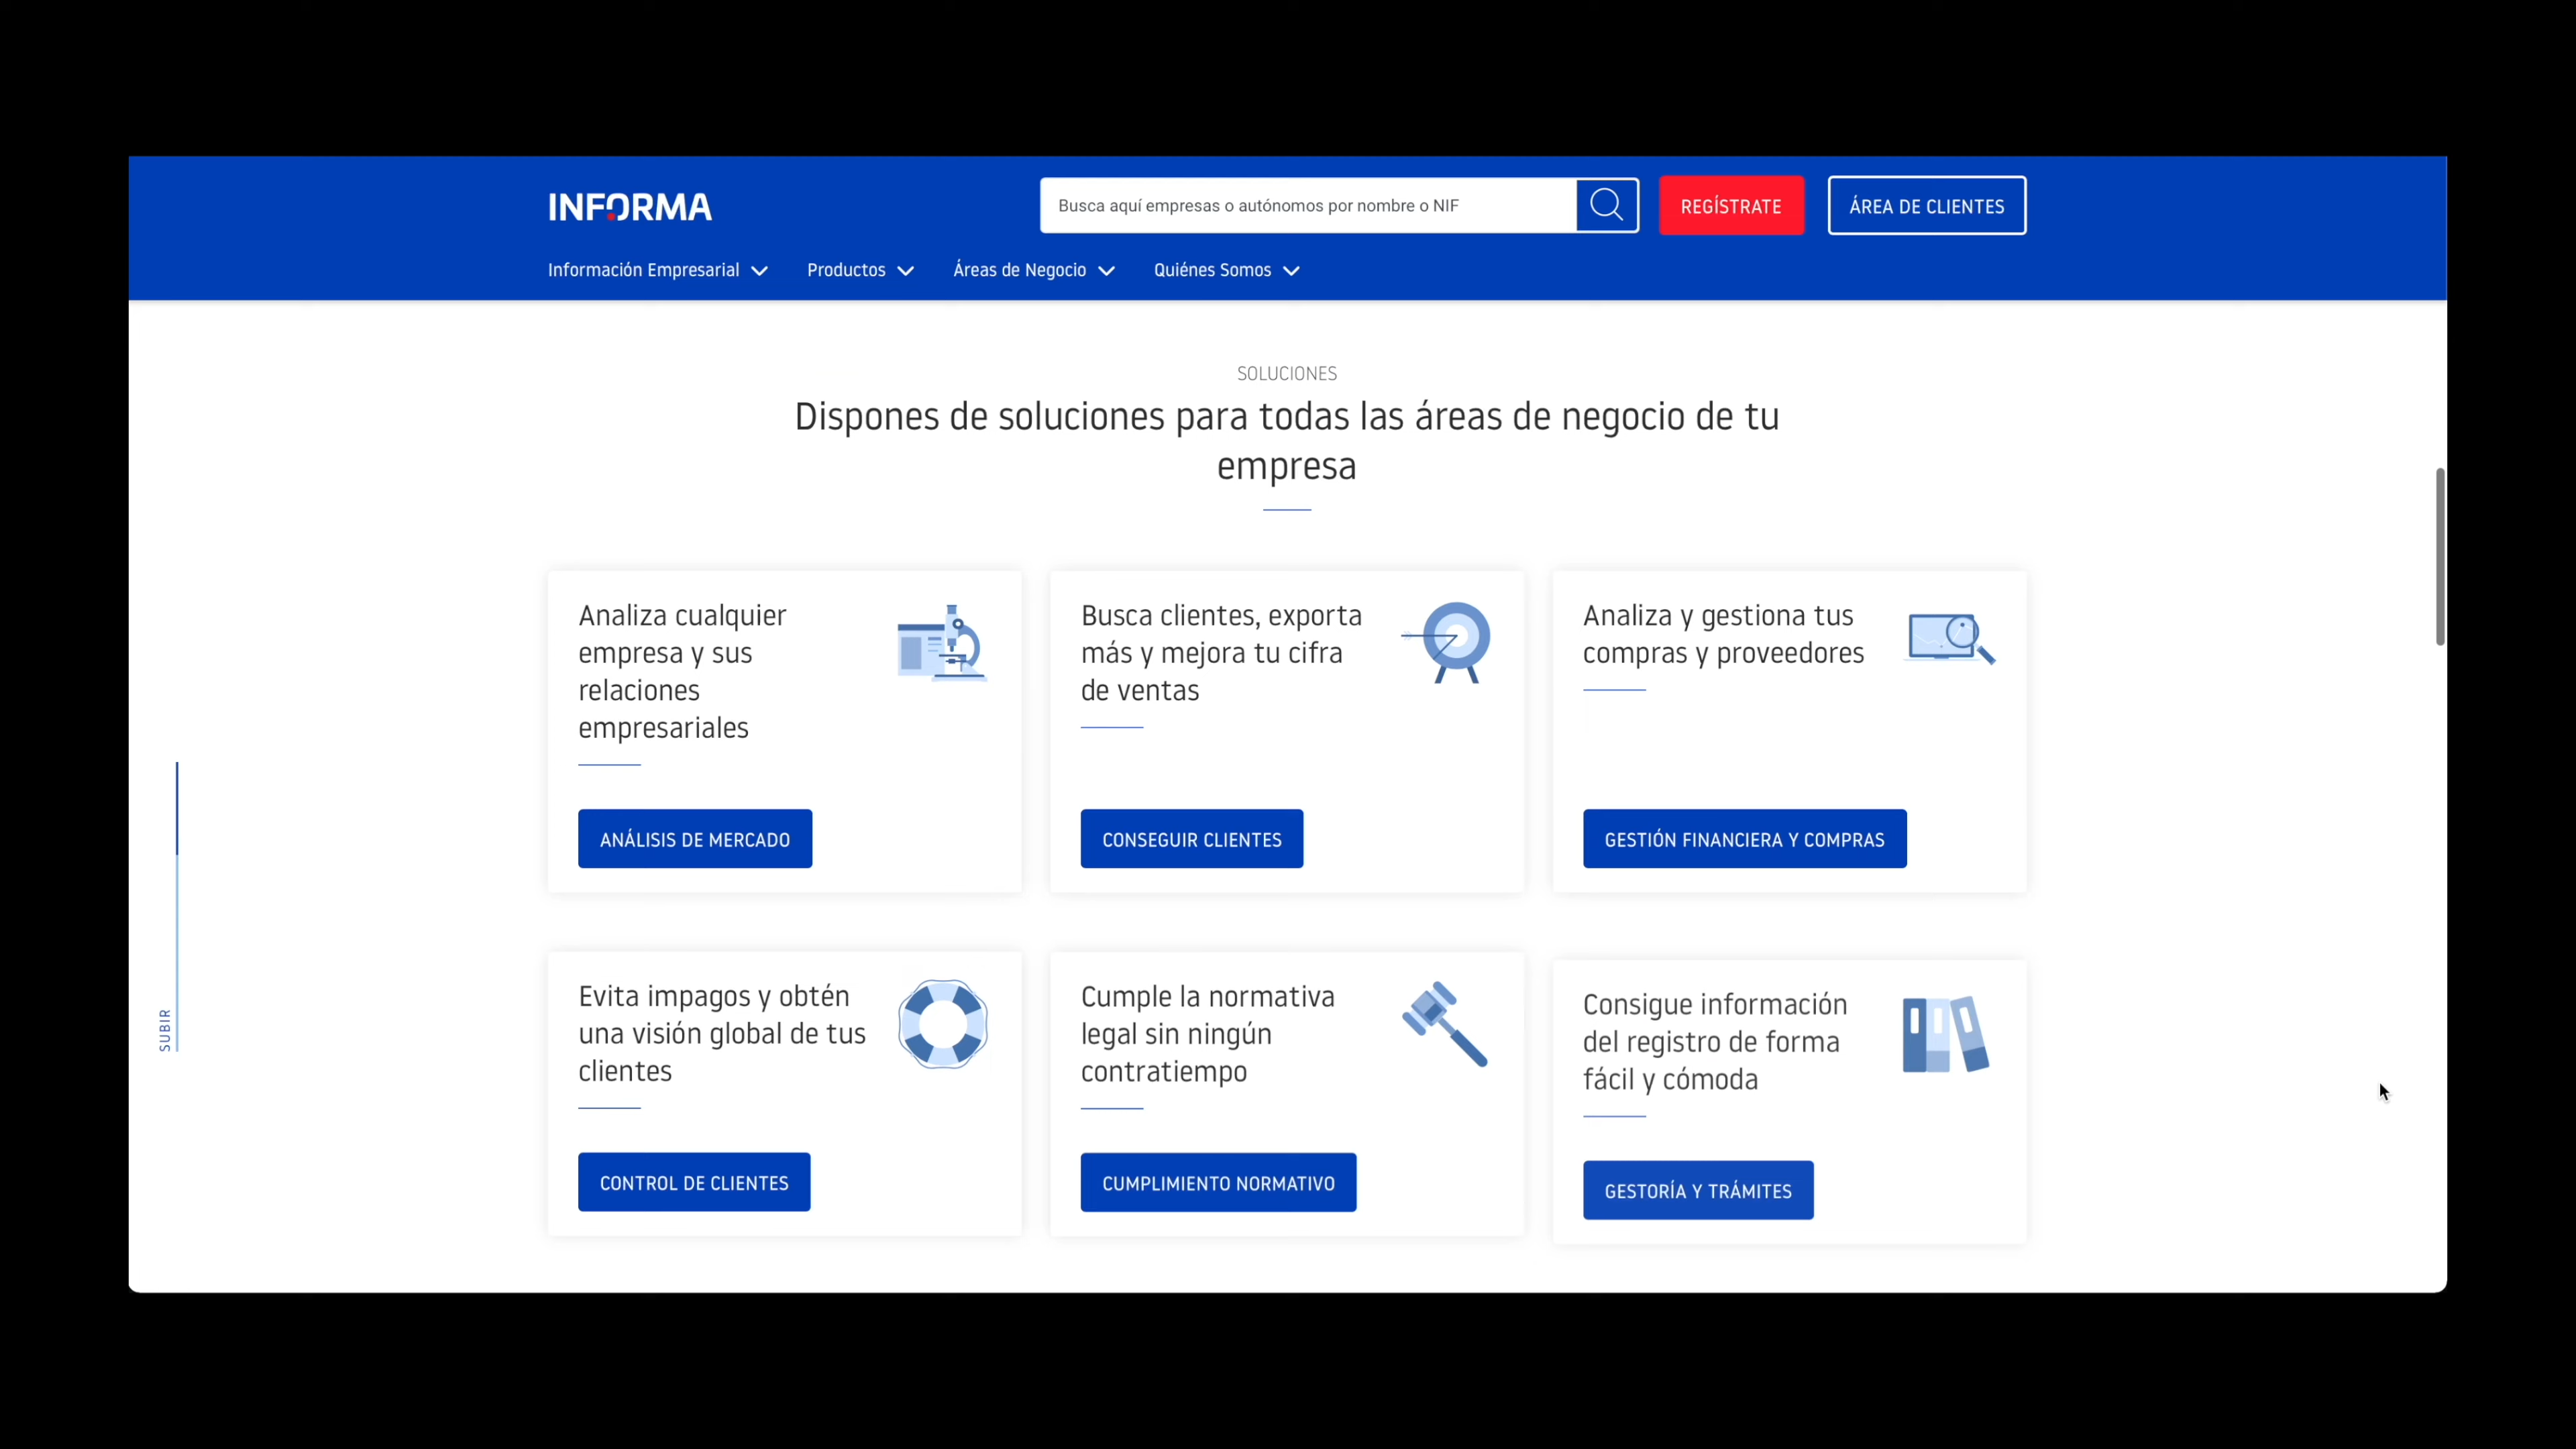 INFORMA
Busca aquí empresas o autónomos por nombre o NIF
REGÍSTRATE
ÁREA DE CLIENTES
Información Empresarial
Productos
Áreas de Negocio
Quiénes Somos
SOLUCIONES
Dispones de soluciones para todas las áreas de negocio de tu
empresa
Analiza cualquier
empresa y sus
relaciones
empresariales
ANÁLISIS DE MERCADO
Busca clientes, exporta
más y mejora tu cifra
de ventas
CONSEGUIR CLIENTES
Analiza y gestiona tus
compras y proveedores
GESTIÓN FINANCIERA Y COMPRAS
SUBIR
Evita impagos y obtén
una visión global de tus
clientes
CONTROL DE CLIENTES
Cumple la normativa
legal sin ningún
contratiempo
CUMPLIMIENTO NORMATIVO
Consigue información
del registro de forma
fácil y cómoda
GESTORÍA Y TRÁMITES